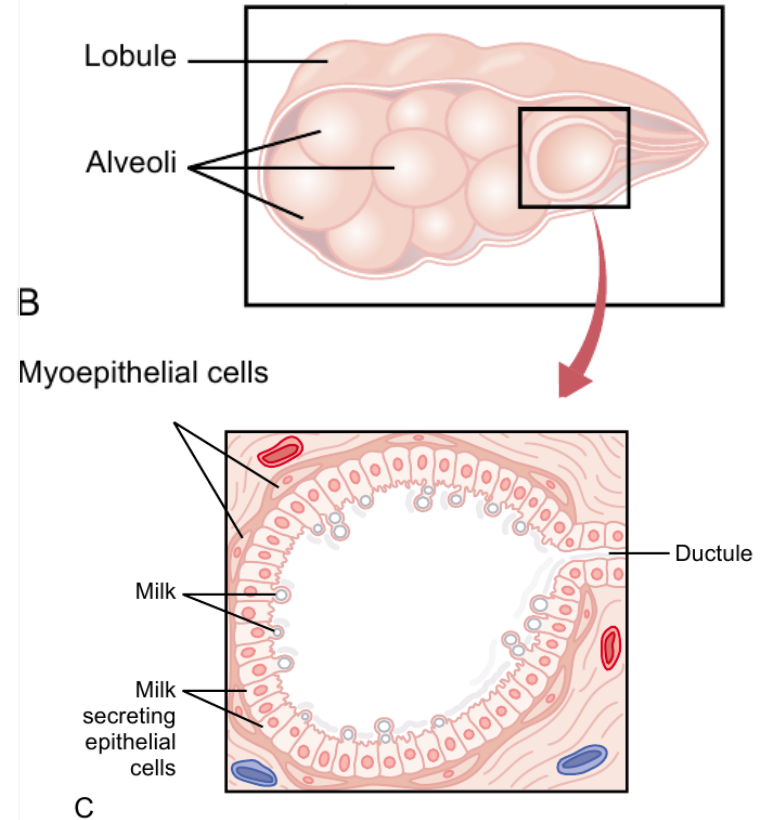 Lobule
Alveoli
B
Myoepithelial cells
Ductule
Milk
Milk
secreting
epithelial
cells
C